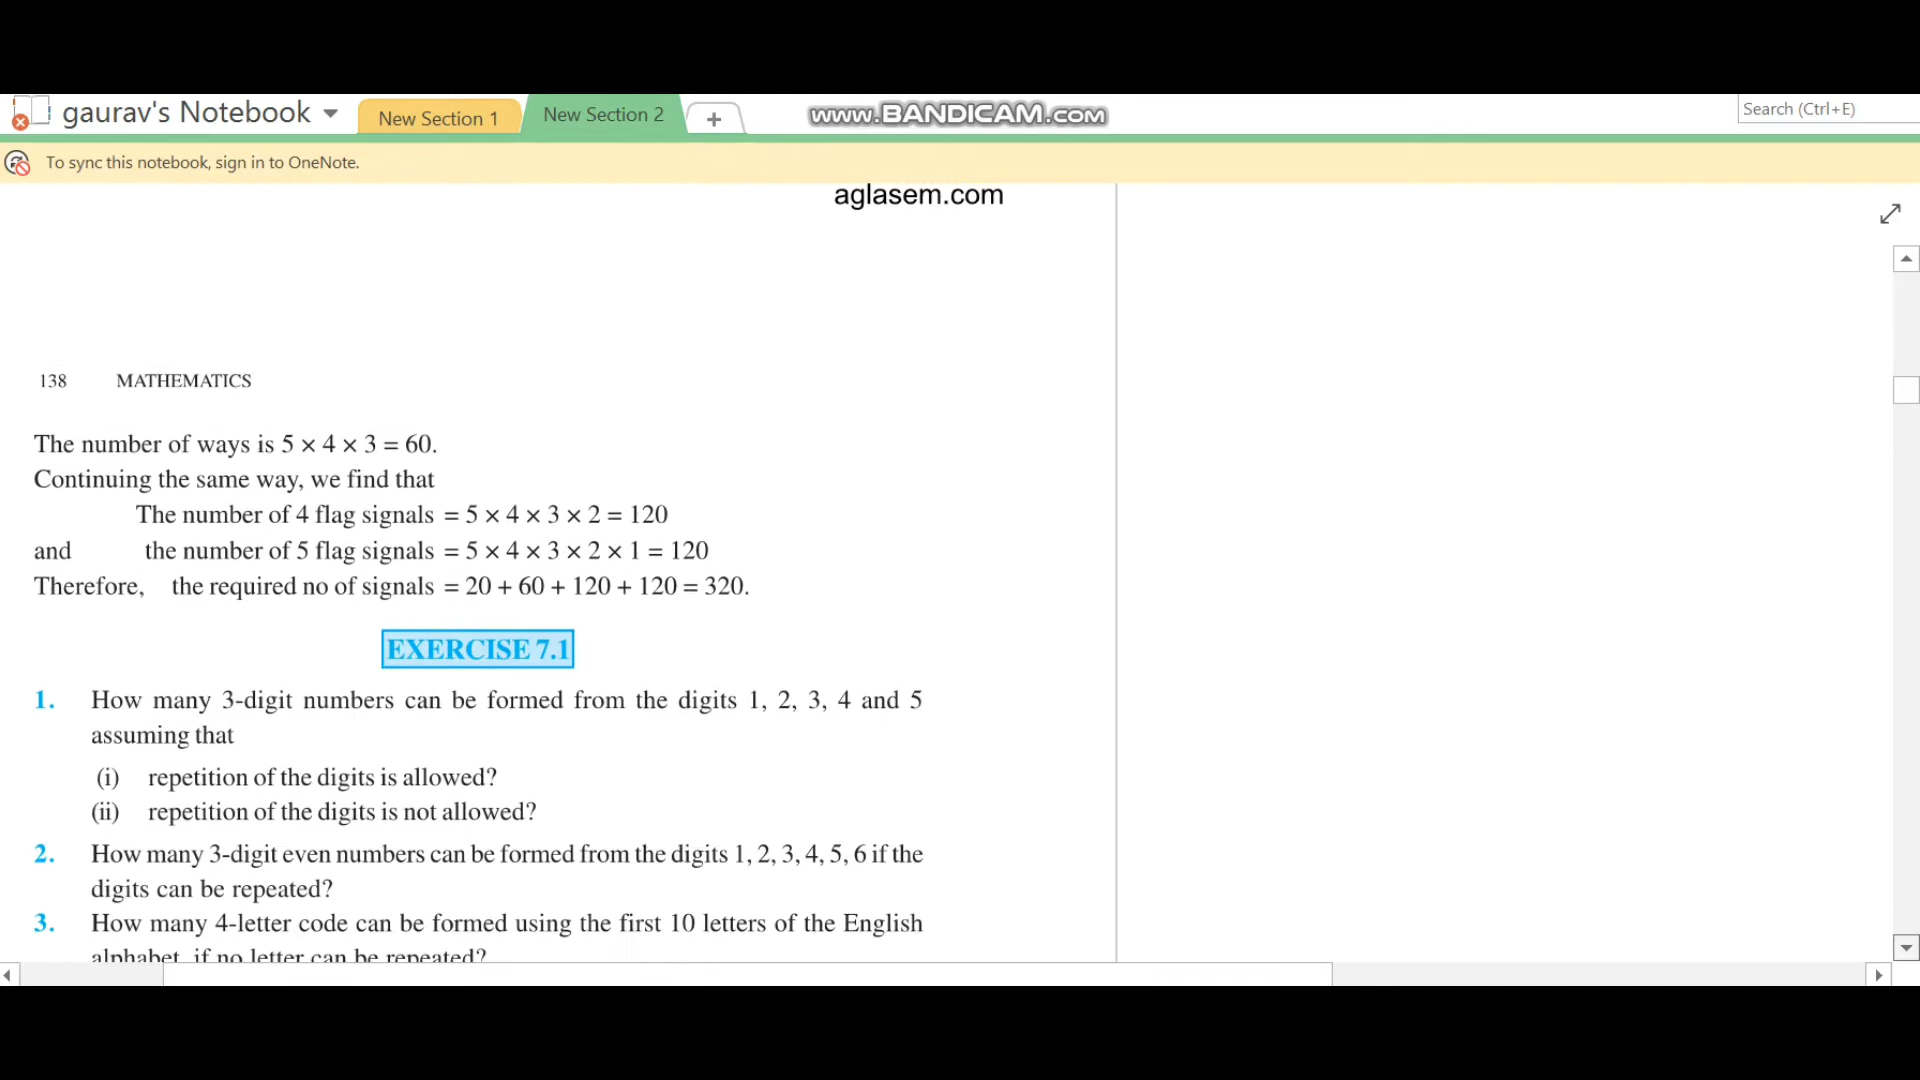 gaurav's Notebook
New Section 1
New Section 2
+
www.BANDICAM.com
Search (Ctrl+E)
To sync this notebook, sign in to OneNote.
aglasem.com
138 MATHEMATICS
The number of ways is 5 × 4 × 3 = 60.
Continuing the same way, we find that
The number of 4 flag signals = 5 × 4 × 3 × 2 = 120
and the number of 5 flag signals = 5 × 4 × 3 × 2 × 1 = 120
Therefore, the required no of signals = 20 + 60 + 120 + 120 = 320.
EXERCISE 7.1
1. How many 3-digit numbers can be formed from the digits 1, 2, 3, 4 and 5
assuming that
(i) repetition of the digits is allowed?
(ii) repetition of the digits is not allowed?
2. How many 3-digit even numbers can be formed from the digits 1, 2, 3, 4, 5, 6 if the
digits can be repeated?
3. How many 4-letter code can be formed using the first 10 letters of the English
alphabet, if no letter can be repeated?